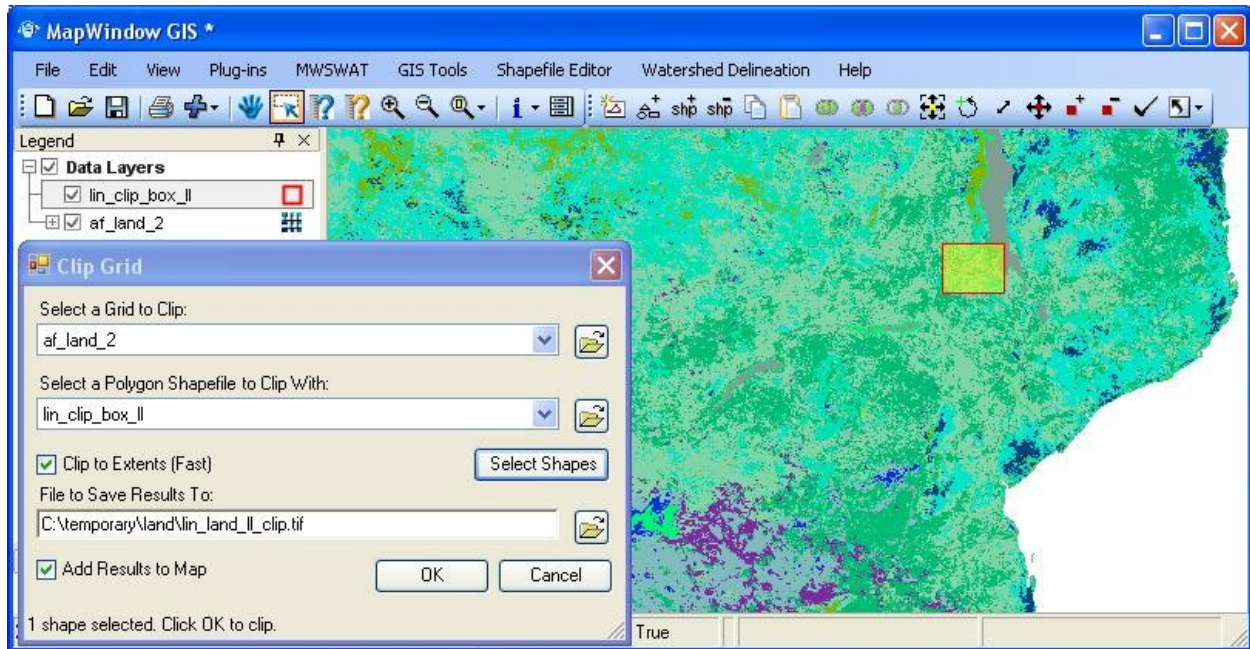 MapWindow GIS *
File Edit View Plug-ins MWSWAT GIS Tools Shapefile Editor Watershed Delineation Help
shp shp
Legend
Data Layers
lin_clip_box_ll
af_land_2
Clip Grid
Select a Grid to Clip:
af_land_2
Select a Polygon Shapefile to Clip With:
lin_clip_box_ll
Clip to Extents (Fast) Select Shapes
File to Save Results To:
C:\temporary\land\lin_land_ll_clip.tif
Add Results to Map OK Cancel
1 shape selected. Click OK to clip.
True